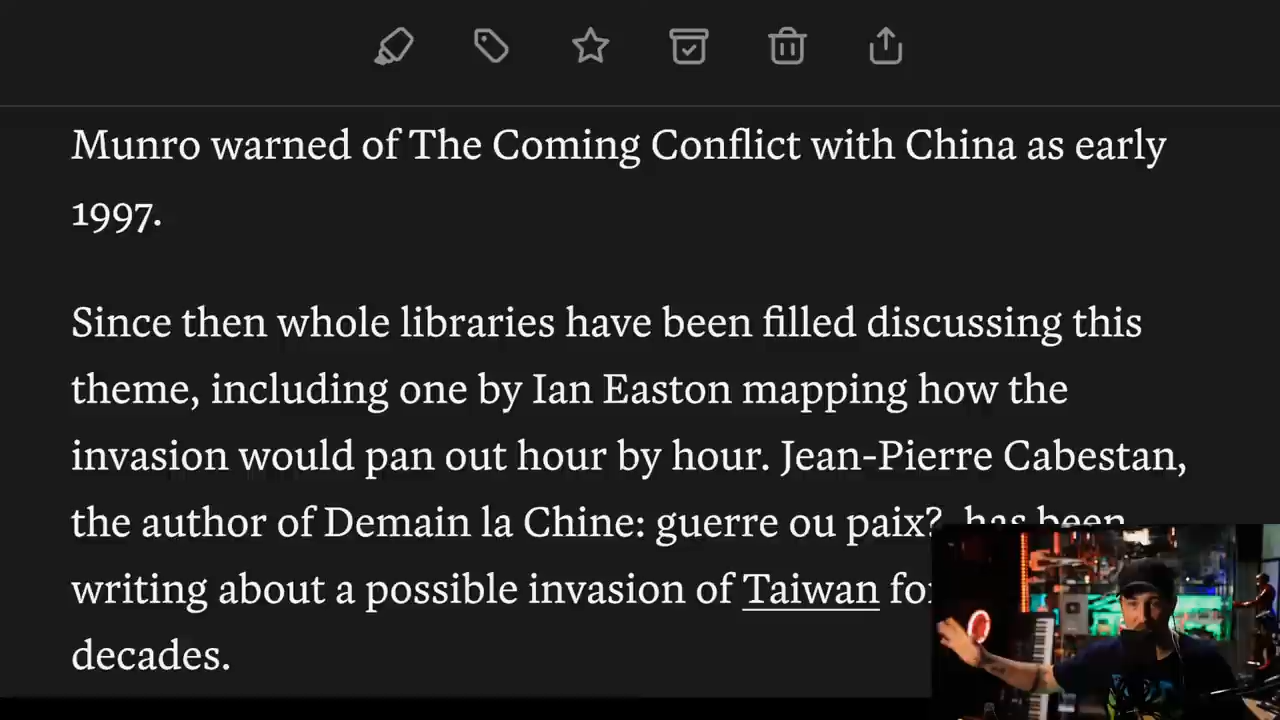 Munro warned of The Coming Conflict with China as early
1997.
Since then whole libraries have been filled discussing this
theme, including one by Ian Easton mapping how the
invasion would pan out hour by hour. Jean-Pierre Cabestan,
the author of Demain la Chine: guerre ou paix?, has been
writing about a possible invasion of Taiwan
decades.